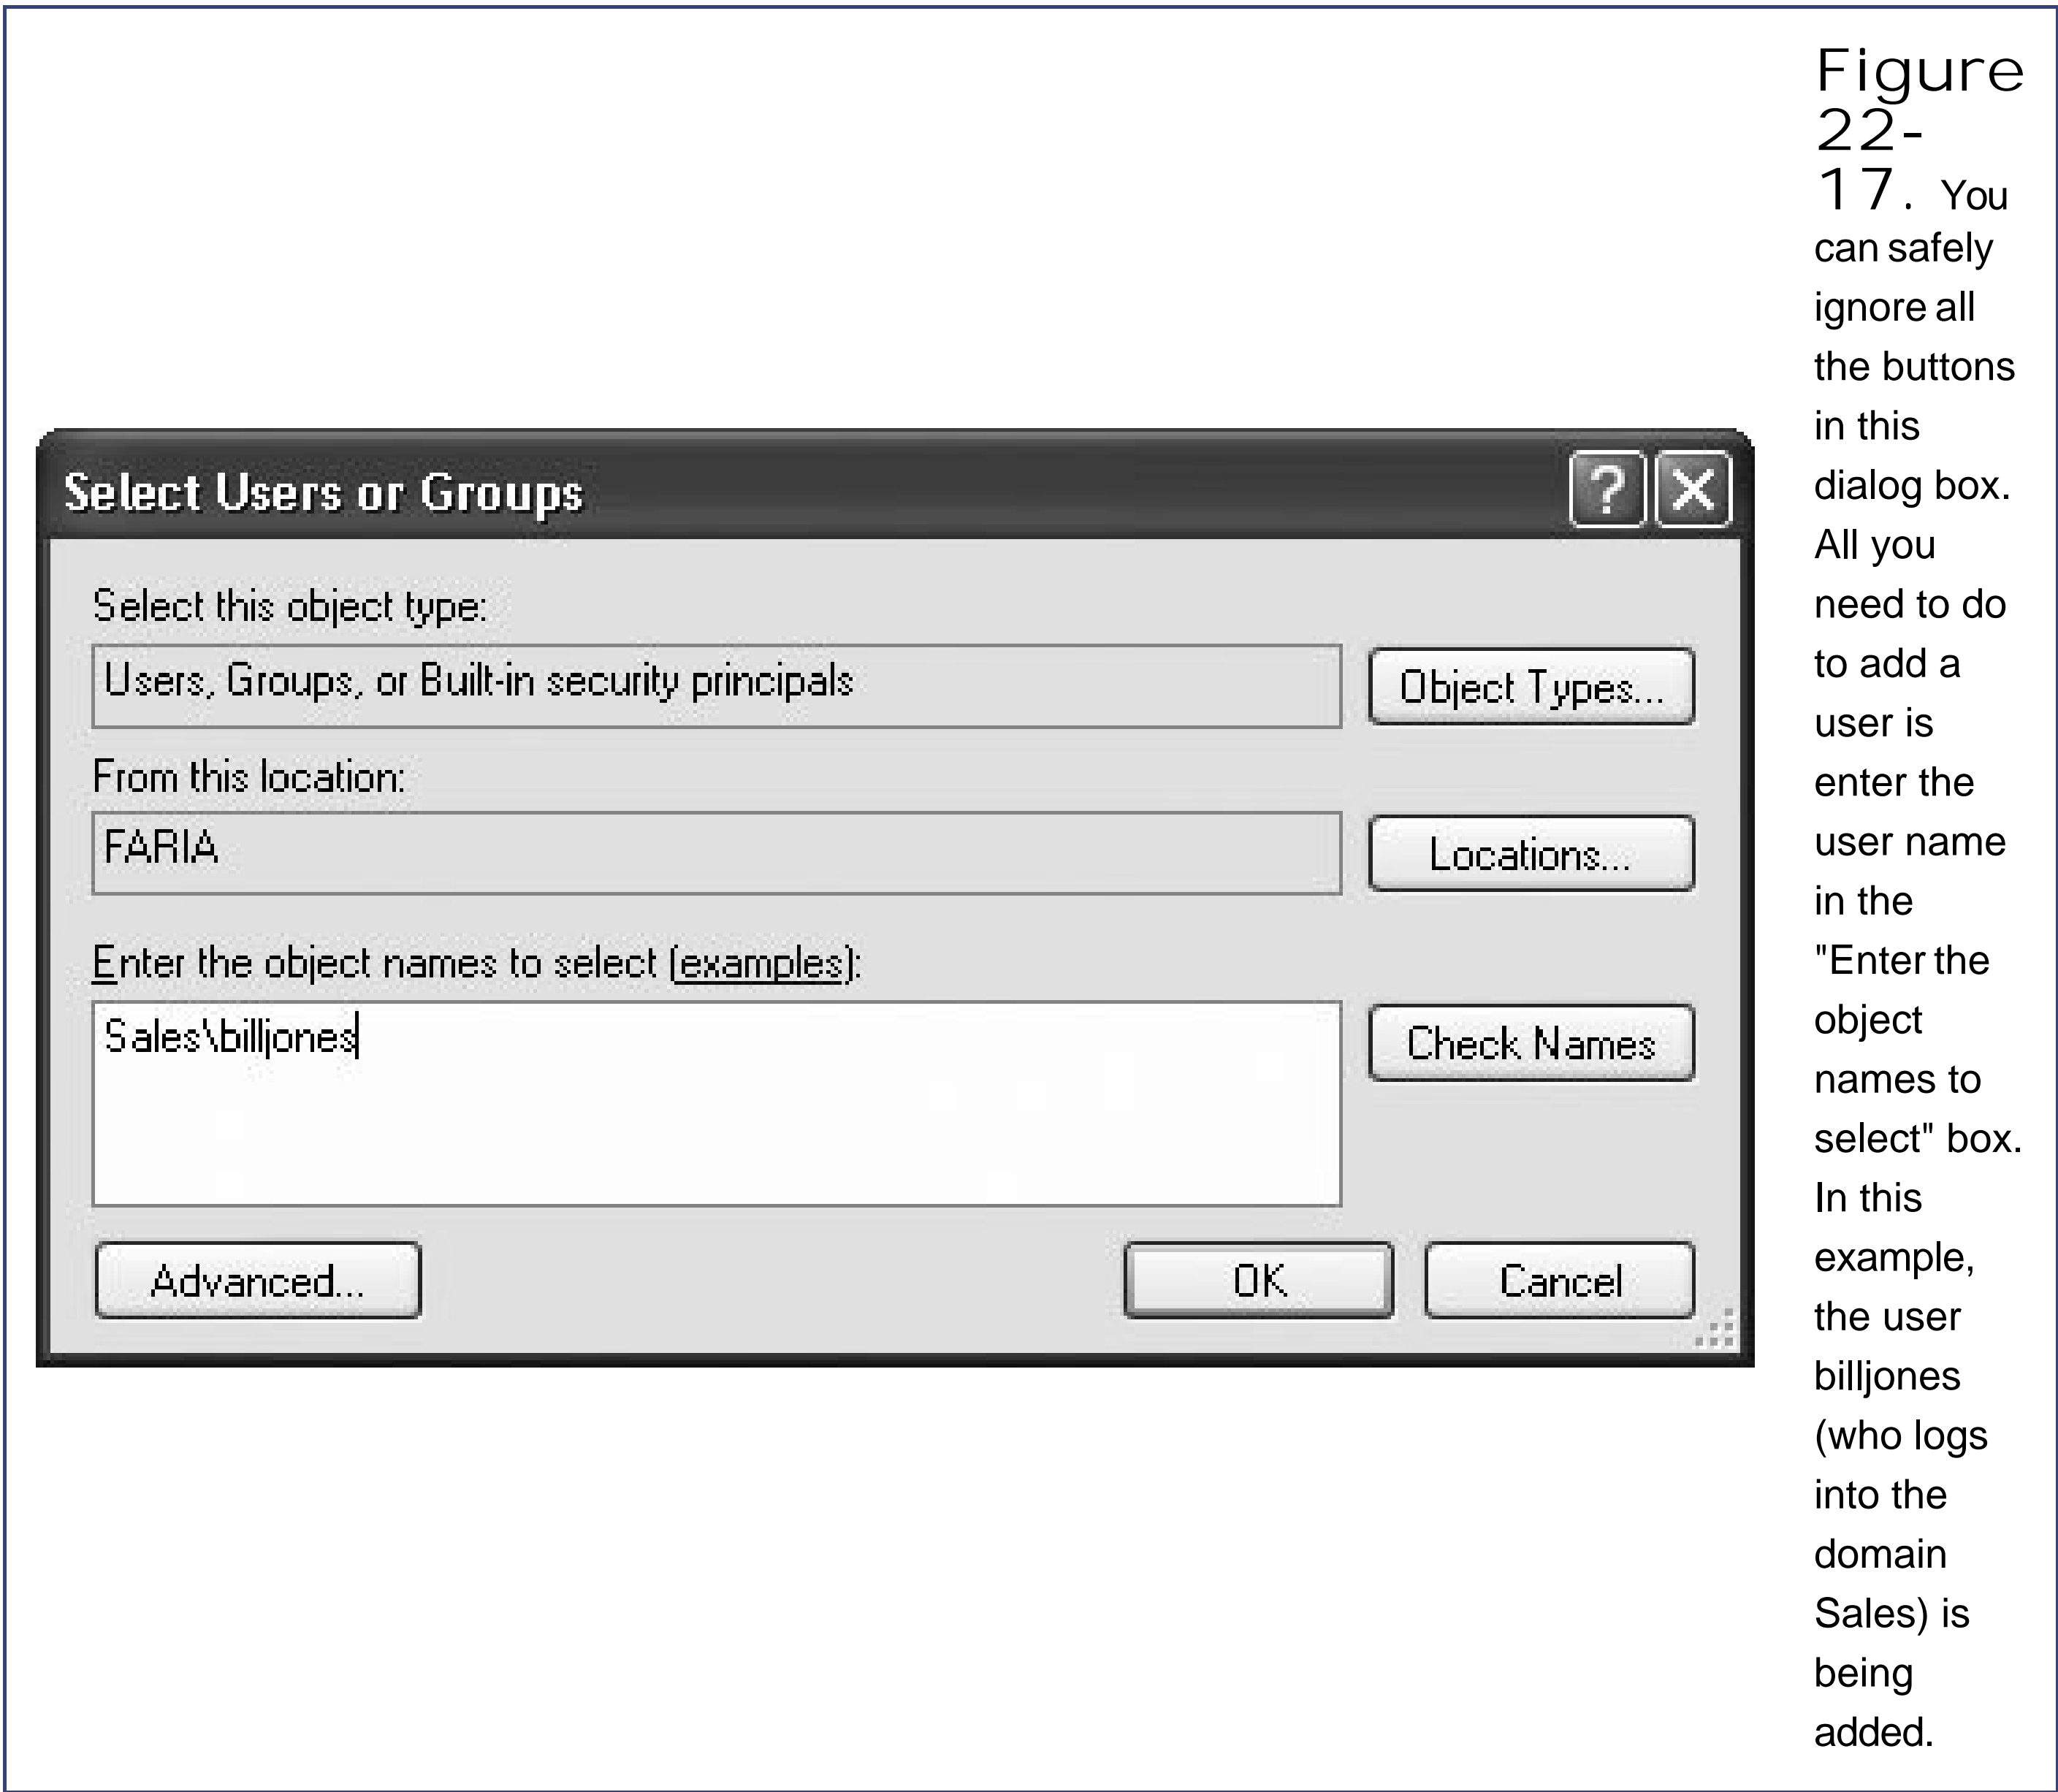 Select Users or Groups
Select this object type:
Users, Groups, or Built-in security principals
Object Types...
From this location:
FARIA
Locations...
Enter the object names to select (examples):
Sales\billjones
Check Names
Advanced...
OK
Cancel
Figure
22-
17. You
can safely
ignore all
the buttons
in this
dialog box.
All you
need to do
to add a
user is
enter the
user name
in the
"Enter the
object
names to
select" box.
In this
example,
the user
billjones
(who logs
into the
domain
Sales) is
being
added.